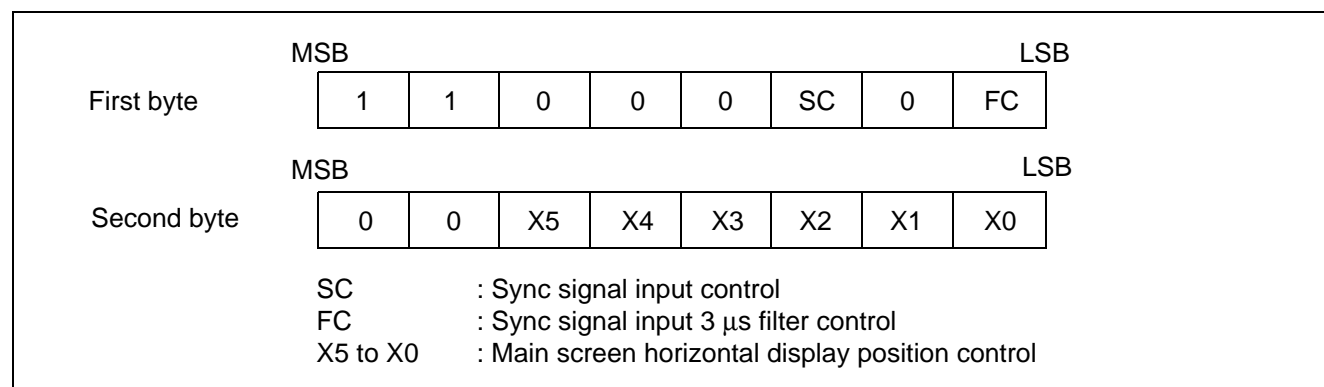 MSB LSB
First byte 1 1 0 0 0 SC 0 FC
MSB LSB
Second byte 0 0 X5 X4 X3 X2 X1 X0
SC : Sync signal input control
FC : Sync signal input 3 μs filter control
X5 to X0 : Main screen horizontal display position control